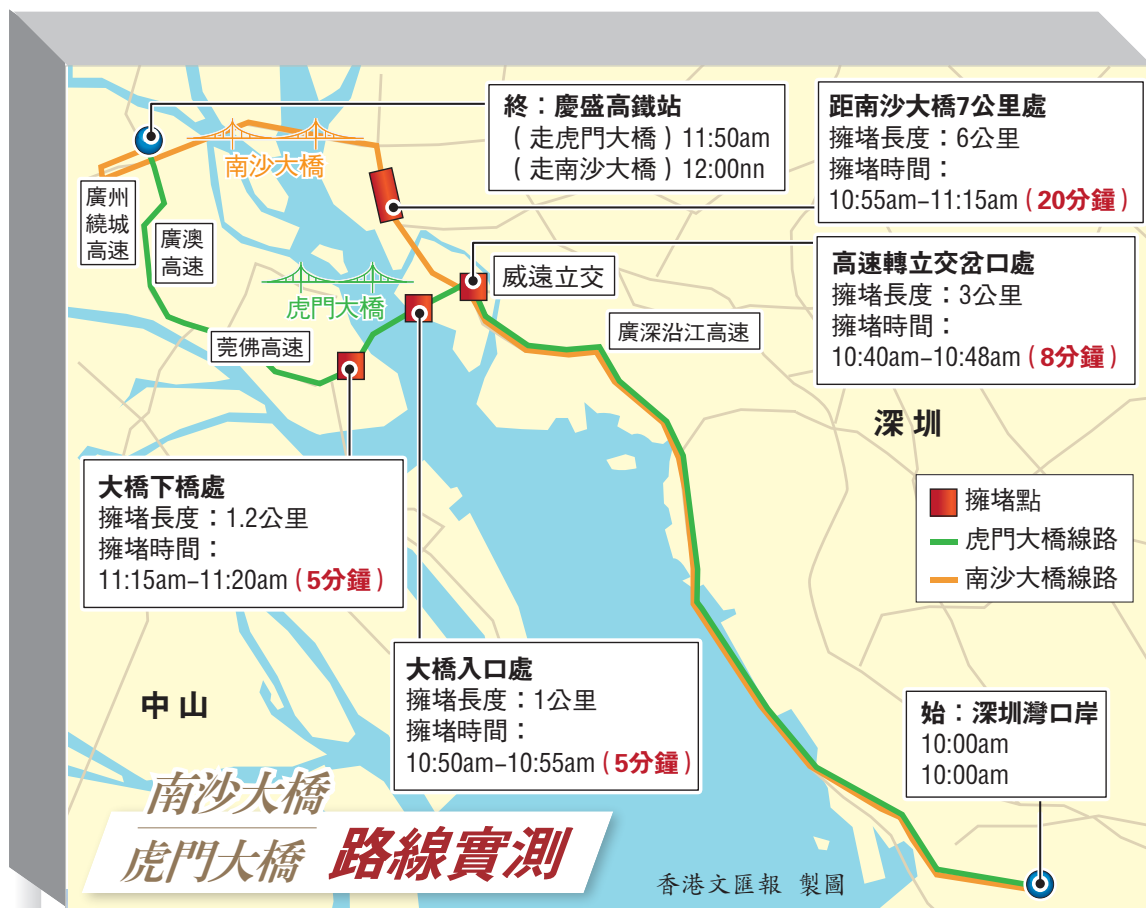 終：慶盛高鐵站
（走虎門大橋）11:50am
（走南沙大橋）12:00nn
距南沙大橋7公里處
擁堵長度：6公里
擁堵時間：
10:55am–11:15am（20分鐘）
南沙大橋
廣州
繞城
高速
廣澳
高速
虎門大橋
威遠立交
高速轉立交岔口處
擁堵長度：3公里
擁堵時間：
10:40am–10:48am（8分鐘）
莞佛高速
廣深沿江高速
深圳
大橋下橋處
擁堵長度：1.2公里
擁堵時間：
11:15am–11:20am（5分鐘）
擁堵點
虎門大橋線路
南沙大橋線路
大橋入口處
擁堵長度：1公里
擁堵時間：
10:50am–10:55am（5分鐘）
中山
始：深圳灣口岸
10:00am
10:00am
南沙大橋
虎門大橋
路線實測
香港文匯報 製圖